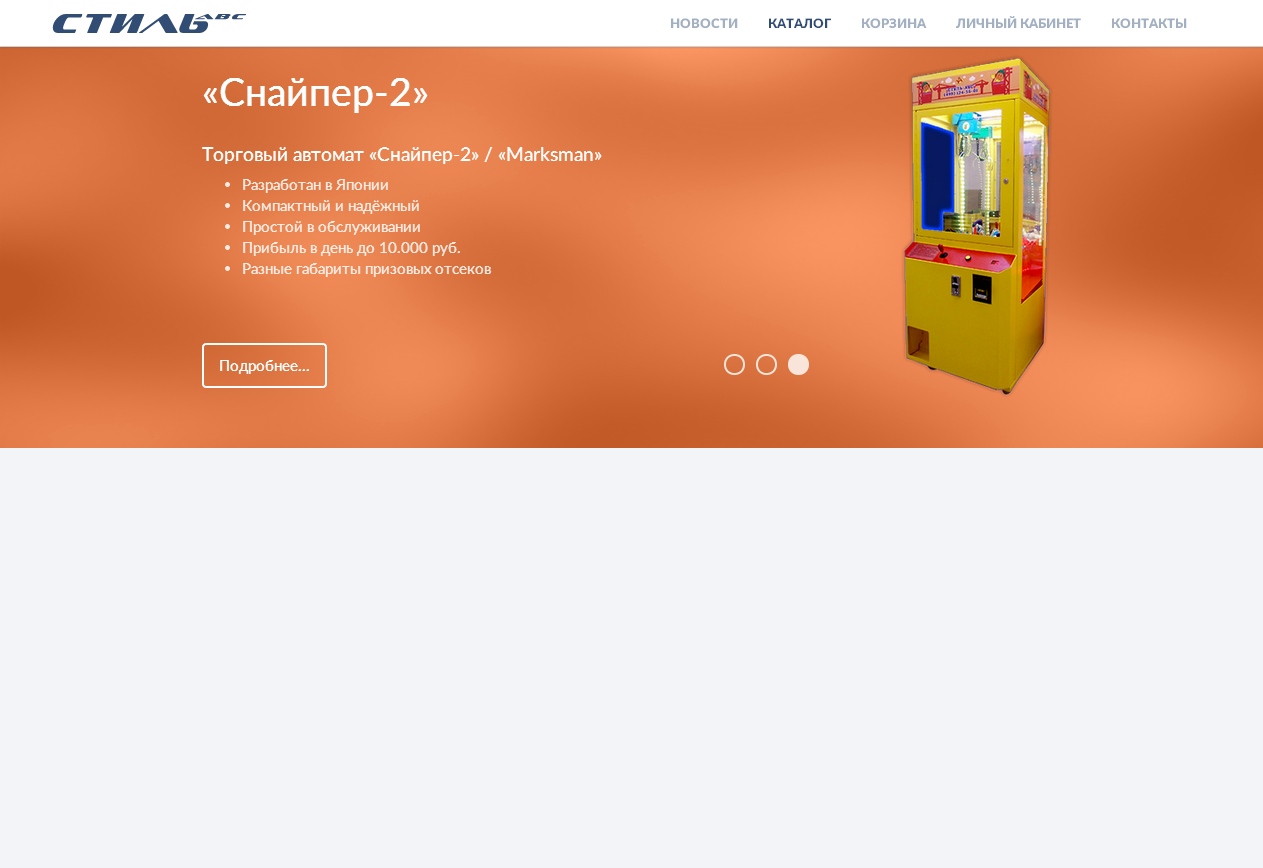 СТИЛЬ АВС
НОВОСТИ КАТАЛОГ КОРЗИНА ЛИЧНЫЙ КАБИНЕТ КОНТАКТЫ
«Снайпер-2»
Торговый автомат «Снайпер-2» / «Marksman»
• Разработан в Японии
• Компактный и надёжный
• Простой в обслуживании
• Прибыль в день до 10.000 руб.
• Разные габариты призовых отсеков
Подробнее...